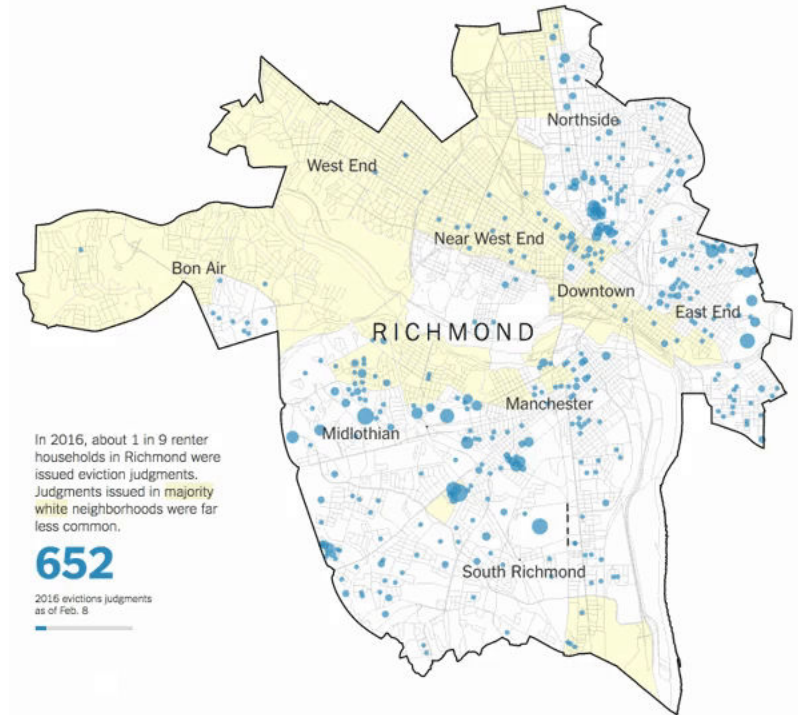 Northside
West End
Near West End
Bon Air
Downtown
East End
RICHMOND
Manchester
Midlothian
In 2016, about 1 in 9 renter
households in Richmond were
issued eviction judgments.
Judgments issued in majority
white neighborhoods were far
less common.
652
2016 evictions judgments
as of Feb. 8
South Richmond